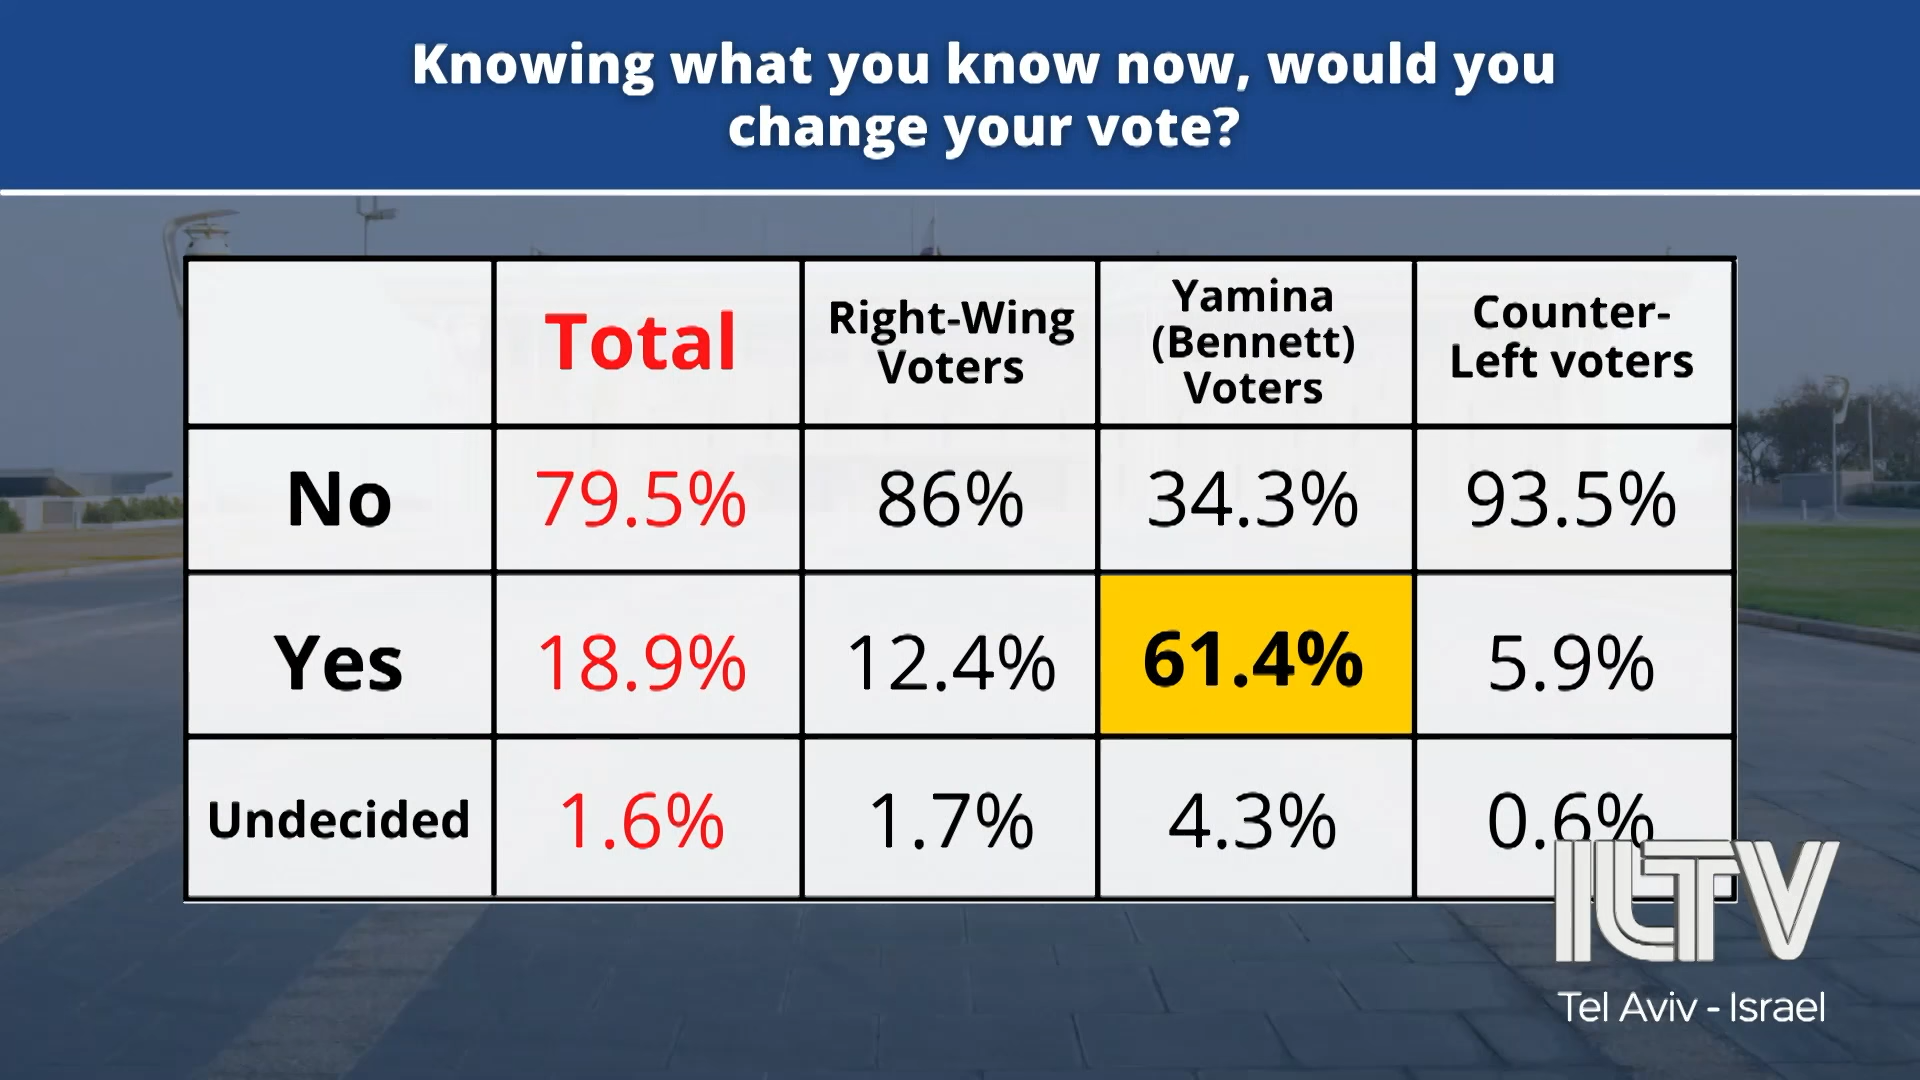 Knowing what you know now, would you
change your vote?
Total
Right-Wing
Voters
Yamina
(Bennett)
Voters
Counter-
Left voters
No
79.5%
86%
34.3%
93.5%
Yes
18.9%
12.4%
61.4%
5.9%
Undecided
1.6%
1.7%
4.3%
0.6%
ILTV
Tel Aviv - Israel